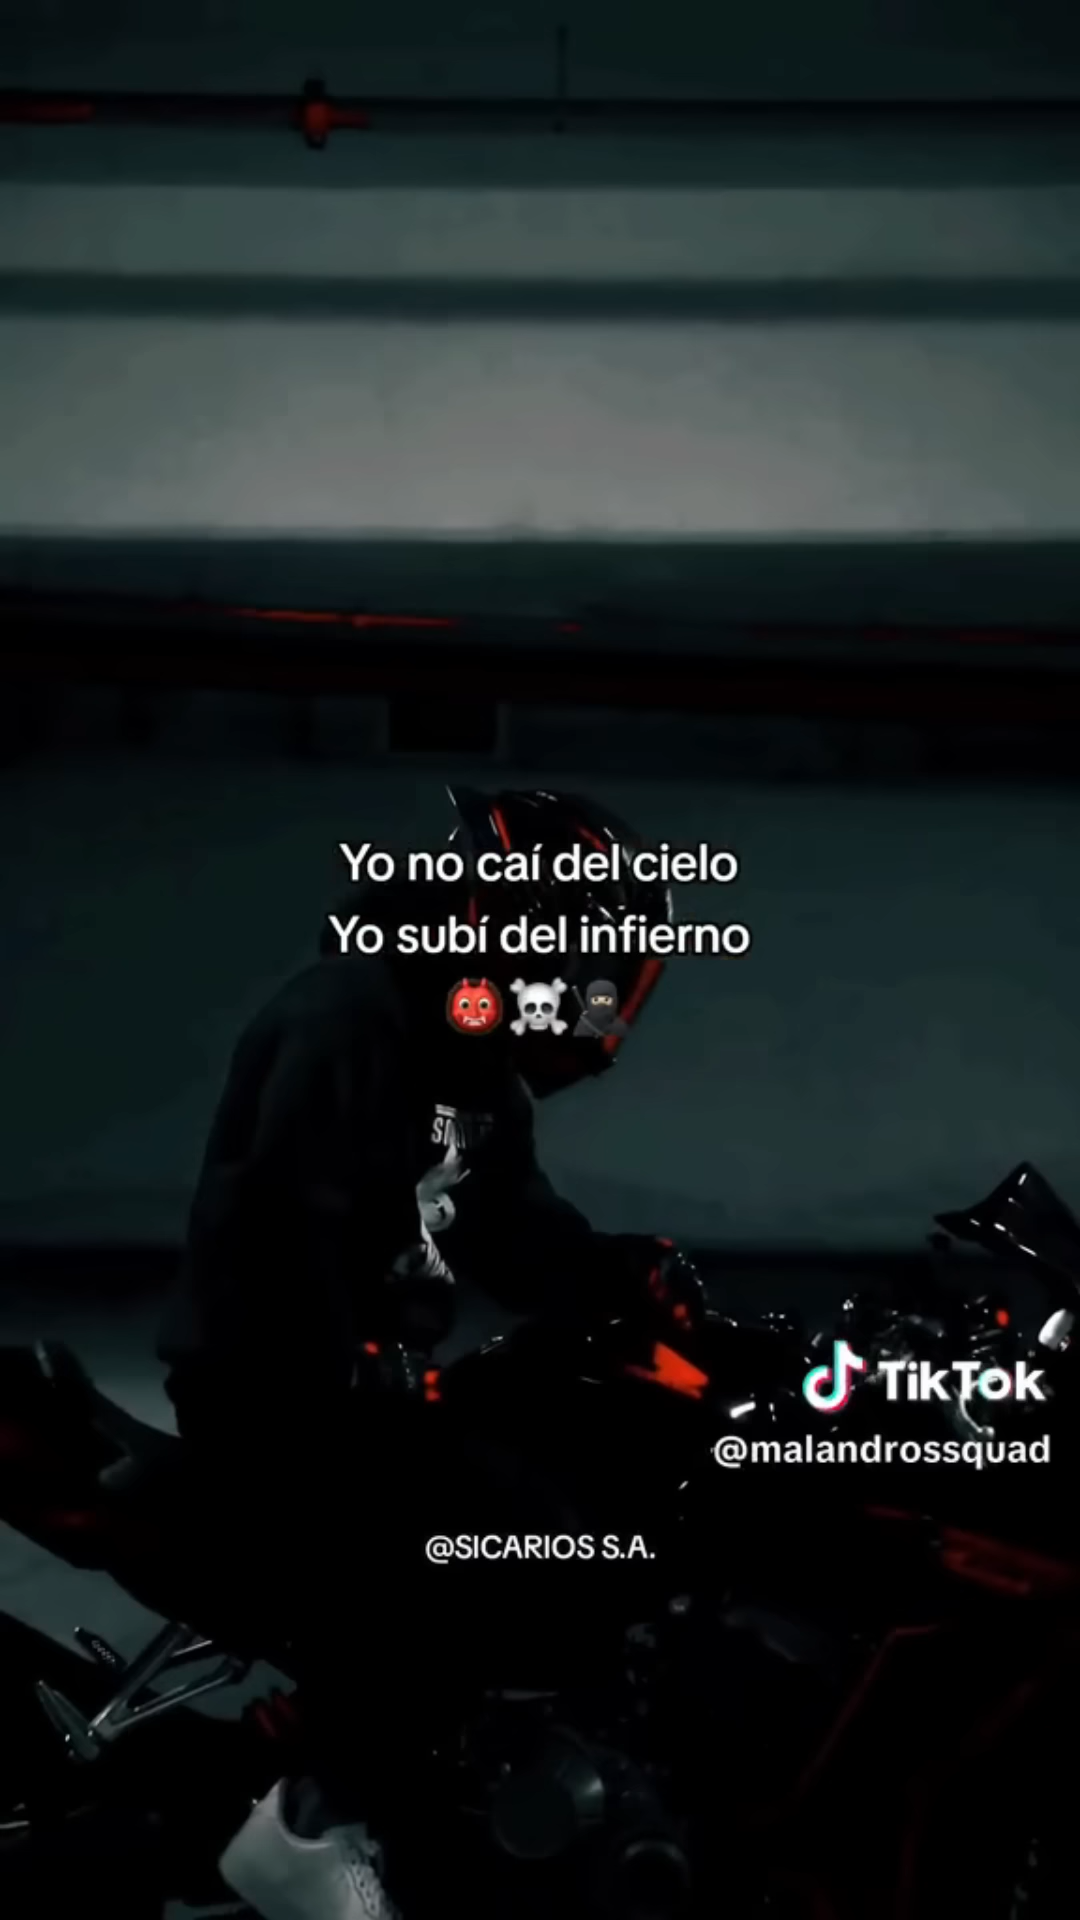 Yo no caí del cielo
Yo subí del infierno
👹☠️🥷
TikTok
@malandrossquad
@SICARIOS S.A.